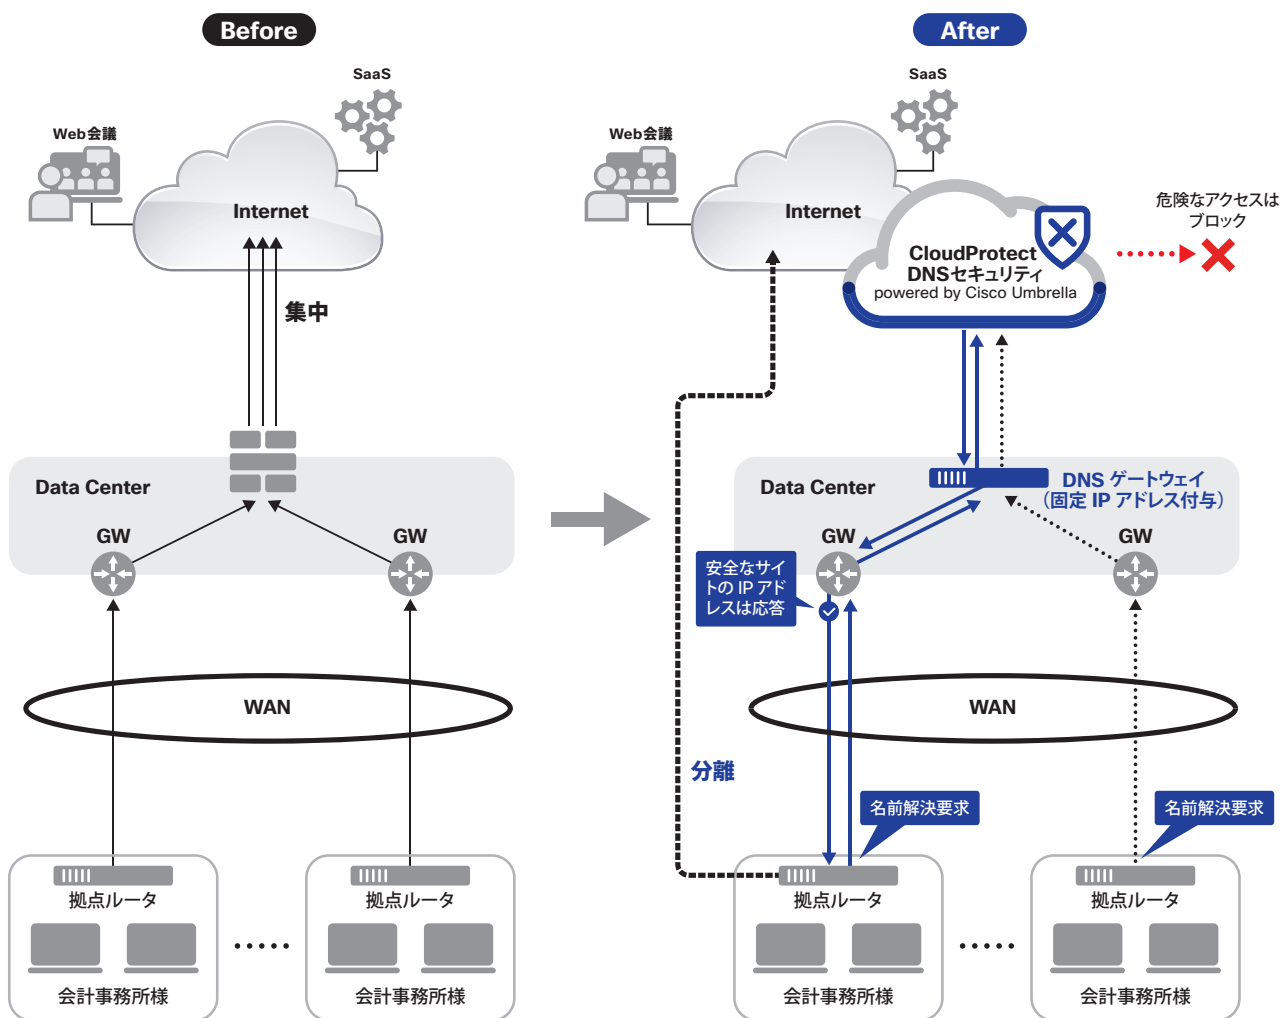 Before
SaaS
Web会議
Internet
集中
Data Center
GW
GW
WAN
拠点ルータ
拠点ルータ
会計事務所様
会計事務所様
After
SaaS
Web会議
Internet
危険なアクセスは
ブロック
CloudProtect
DNSセキュリティ
powered by Cisco Umbrella
Data Center
DNS ゲートウェイ
（固定 IP アドレス付与）
GW
GW
安全なサイ
トの IP アド
レスは応答
WAN
分離
名前解決要求
名前解決要求
拠点ルータ
拠点ルータ
会計事務所様
会計事務所様